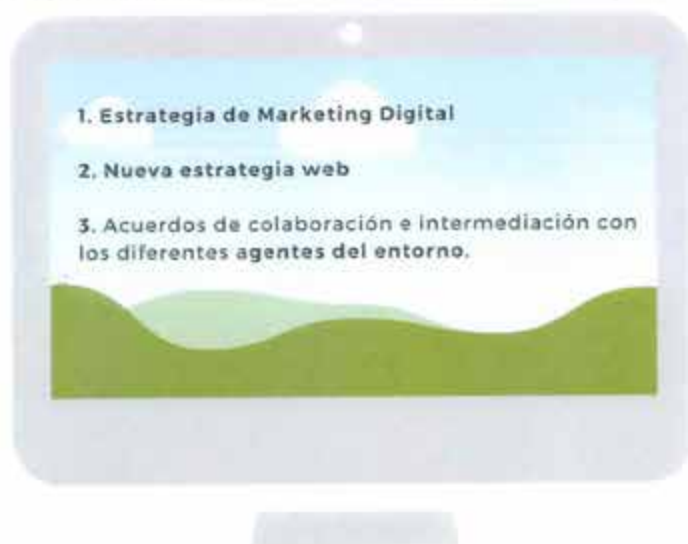 1. Estrategia de Marketing Digital
2. Nueva estrategia web
3. Acuerdos de colaboración e intermediación con
los diferentes agentes del entorno.